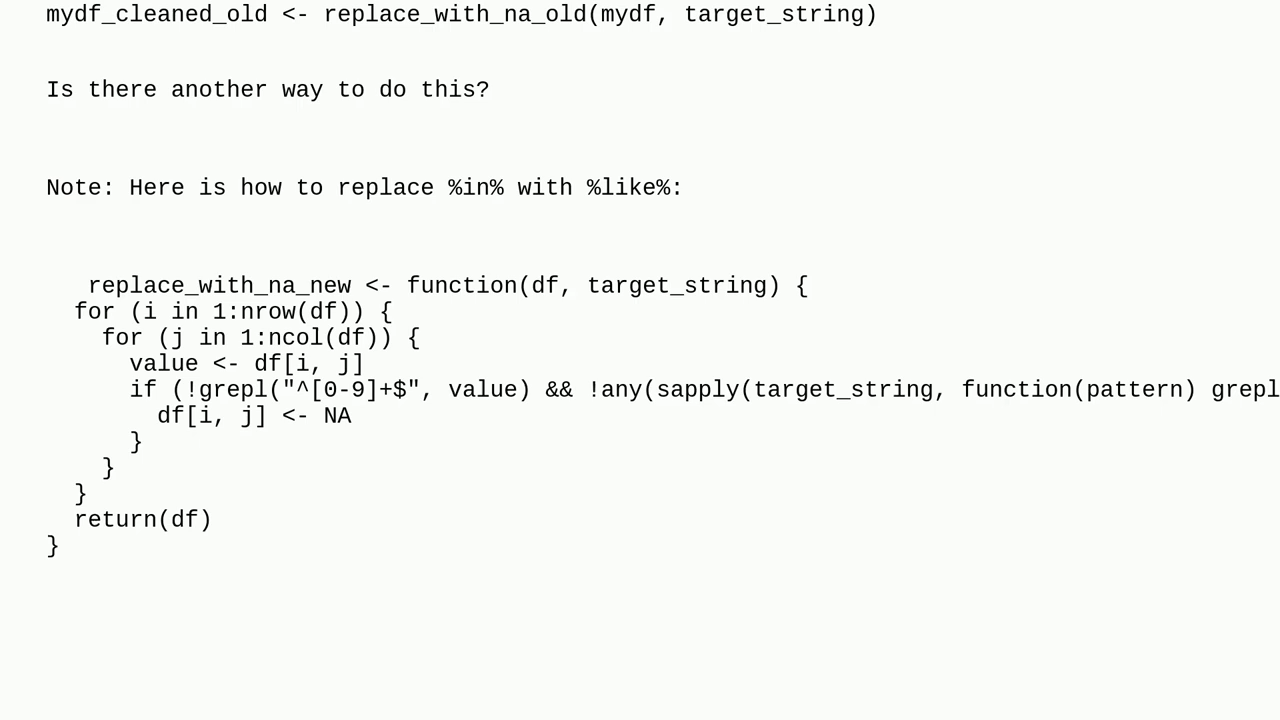 mydf_cleaned_old <- replace_with_na_old(mydf, target_string)
Is there another way to do this?
Note: Here is how to replace %in% with %like%:
replace_with_na_new <- function(df, target_string) {
for (i in 1:nrow(df)) {
for (j in 1:ncol(df)) {
value <- df[i, j]
if (!grepl("^[0-9]+$", value) && !any(sapply(target_string, function(pattern) grepl
df[i, j] <- NA
}
}
}
return(df)
}